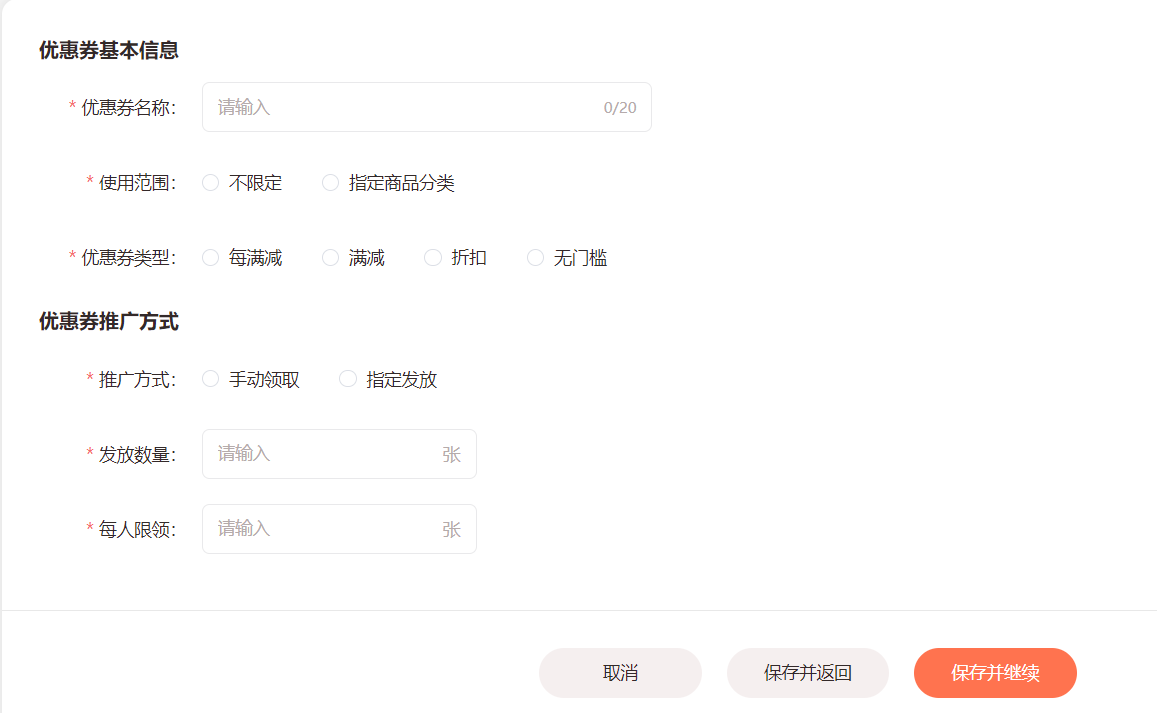 优惠券基本信息
* 优惠券名称： 请输入 0/20
* 使用范围： 不限定 指定商品分类
* 优惠券类型： 每满减 满减 折扣 无门槛
优惠券推广方式
* 推广方式： 手动领取 指定发放
* 发放数量： 请输入 张
* 每人限领： 请输入 张
取消 保存并返回 保存并继续